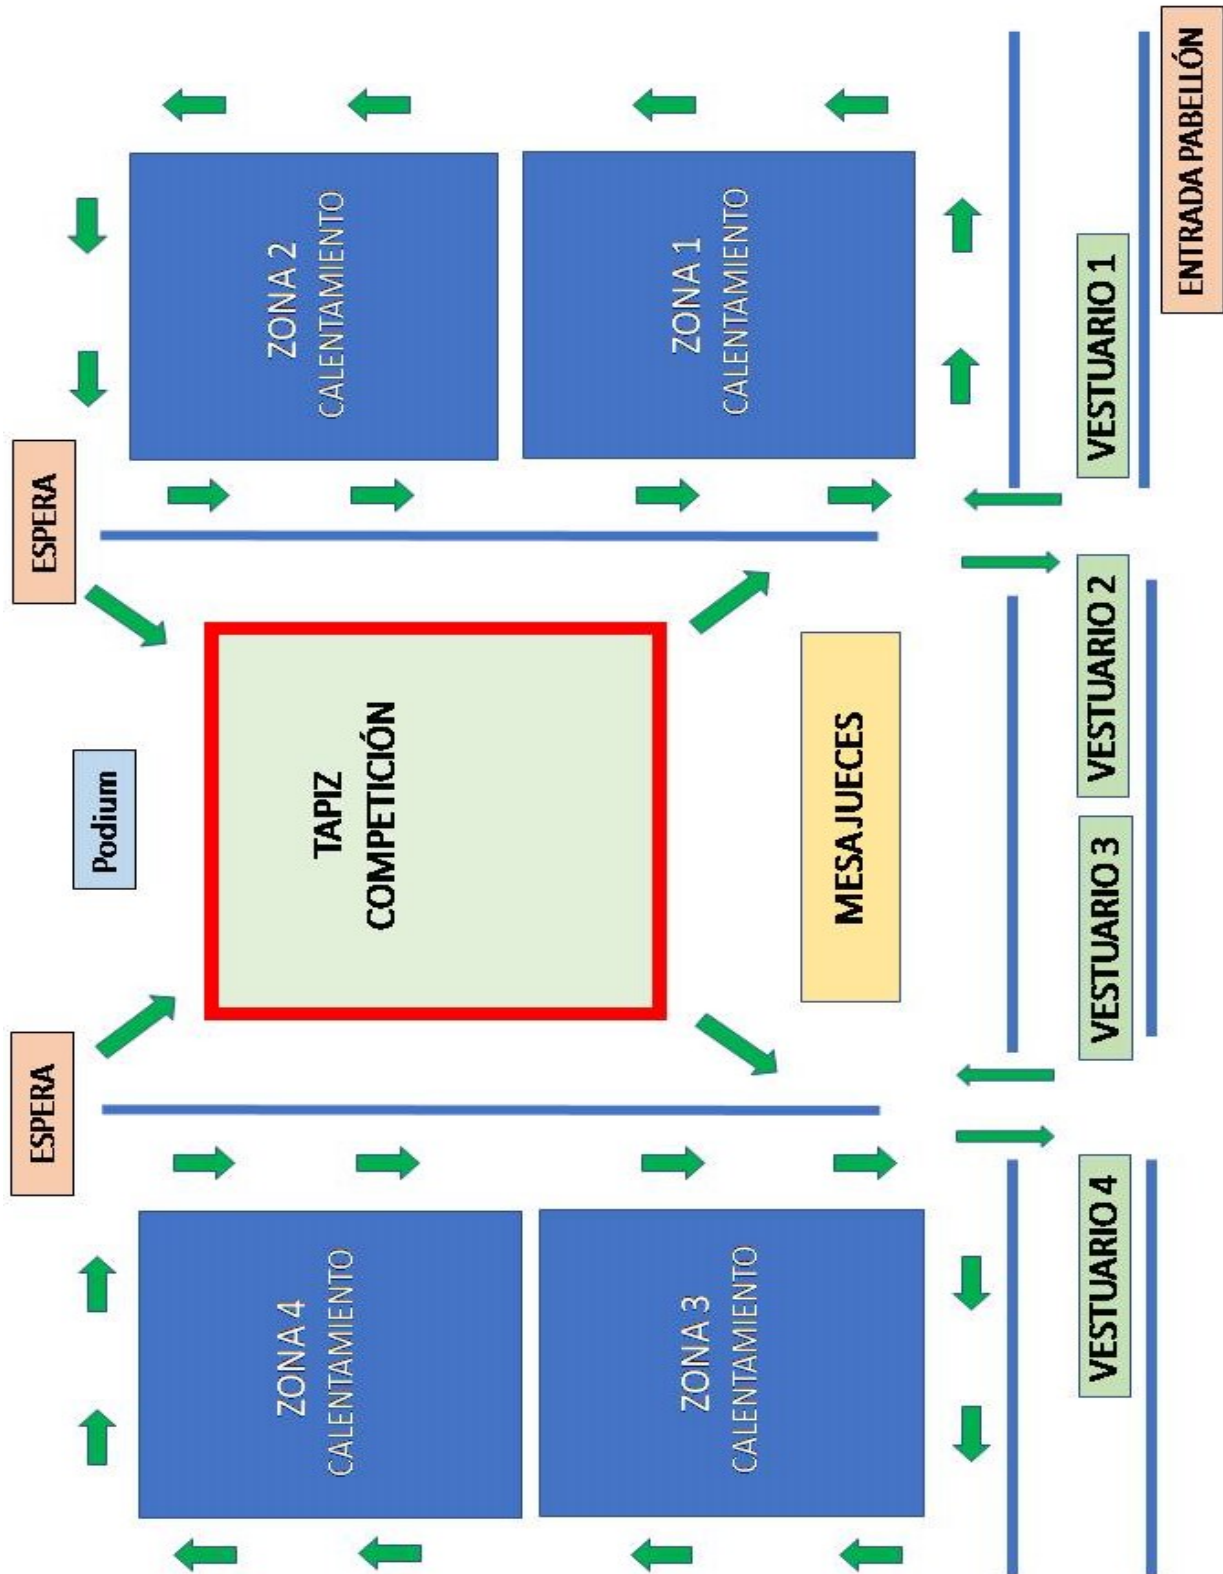 ESPERA
ESPERA
Podium
ZONA 4
CALENTAMIENTO
TAPIZ
COMPETICIÓN
ZONA 2
CALENTAMIENTO
ZONA 3
CALENTAMIENTO
ZONA 1
CALENTAMIENTO
MESA JUECES
VESTUARIO 4
VESTUARIO 3
VESTUARIO 2
VESTUARIO 1
ENTRADA PABELLÓN